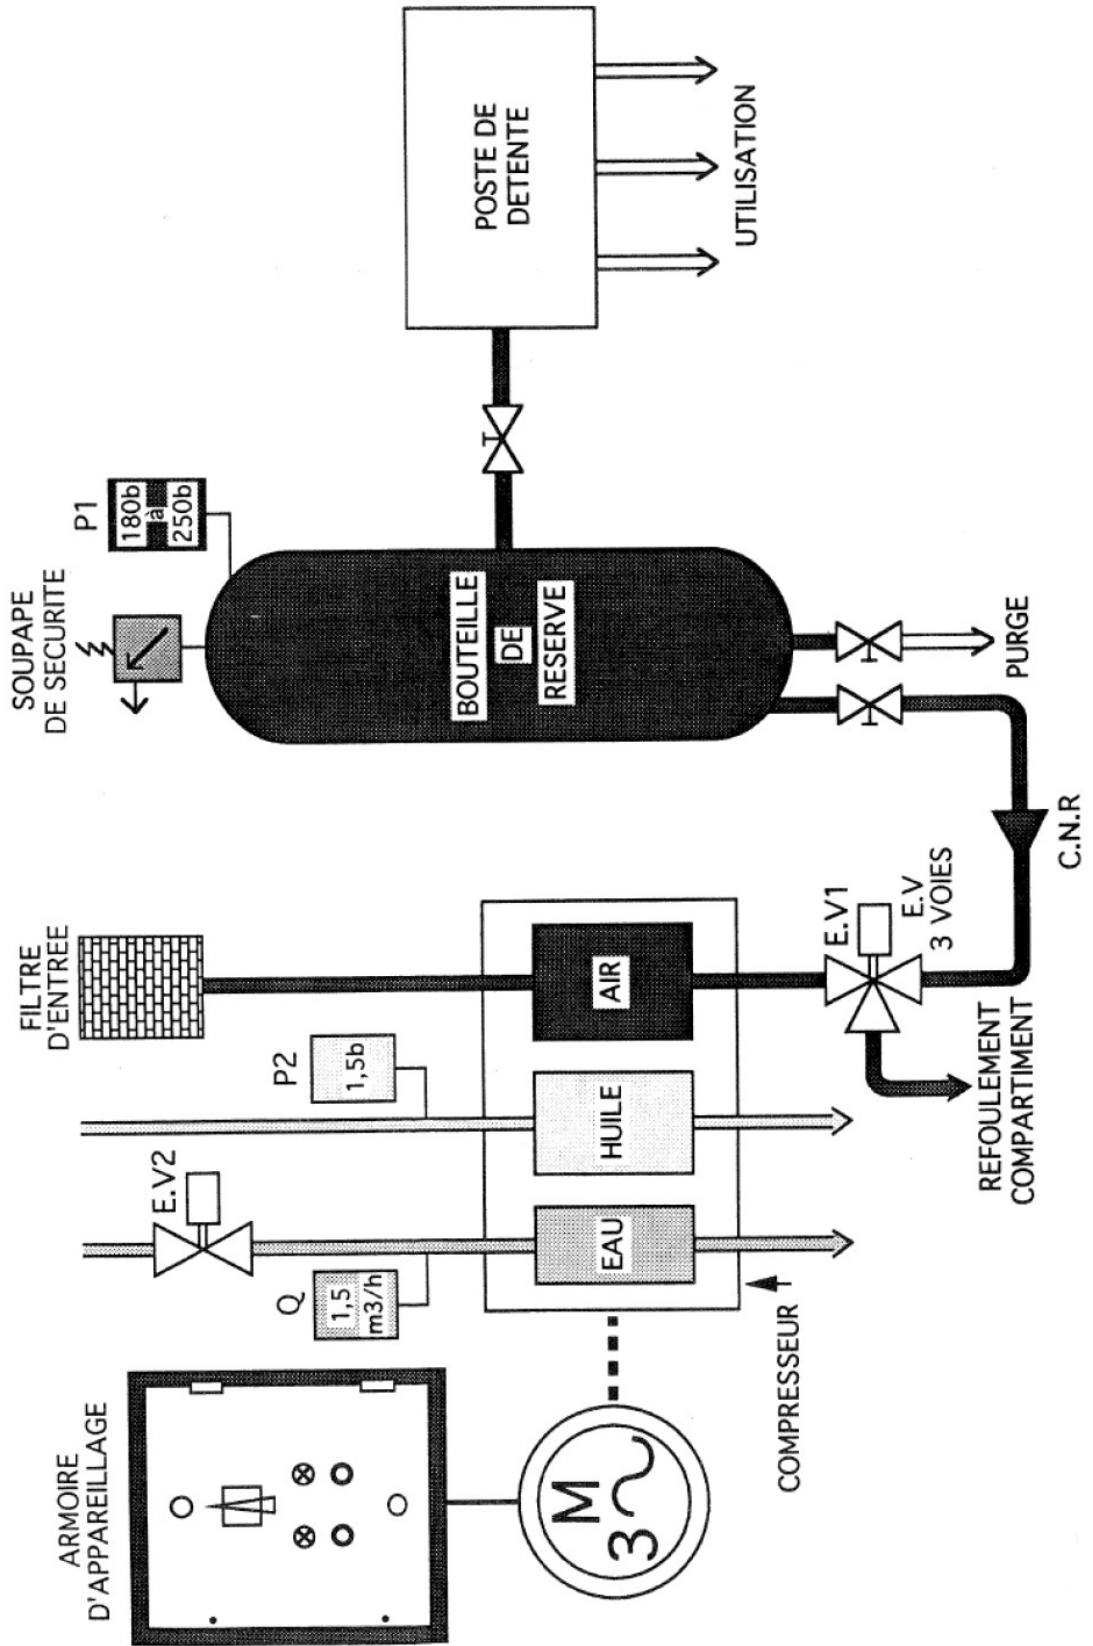 ARMOIRE
D'APPAREILLAGE
M
3
COMPRESSEUR
E.V2
Q
1,5
m3/h
EAU
P2
1,5b
HUILE
FILTRE
D'ENTREE
AIR
E.V1
E.V
3 VOIES
REFOULEMENT
COMPARTIMENT
C.N.R
SOUPAPE
DE SECURITE
P1
180b
à
250b
BOUTEILLE
DE
RESERVE
PURGE
POSTE DE
DETENTE
UTILISATION